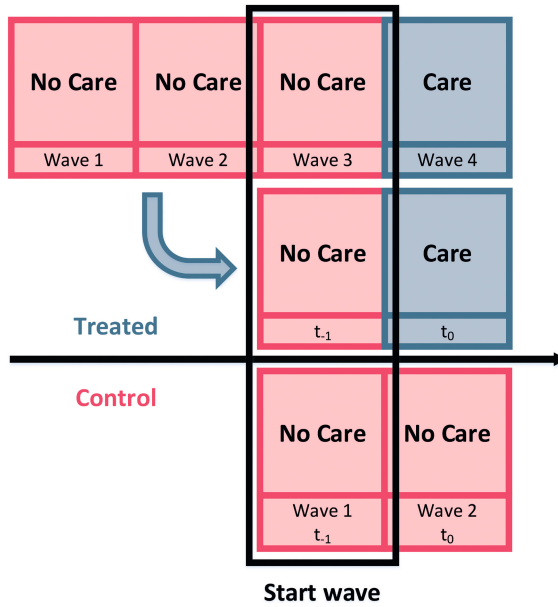 No Care No Care No Care Care
Wave 1 Wave 2 Wave 3 Wave 4
No Care Care
t-1 t0
Treated
Control
No Care No Care
Wave 1 Wave 2
t-1 t0
Start wave